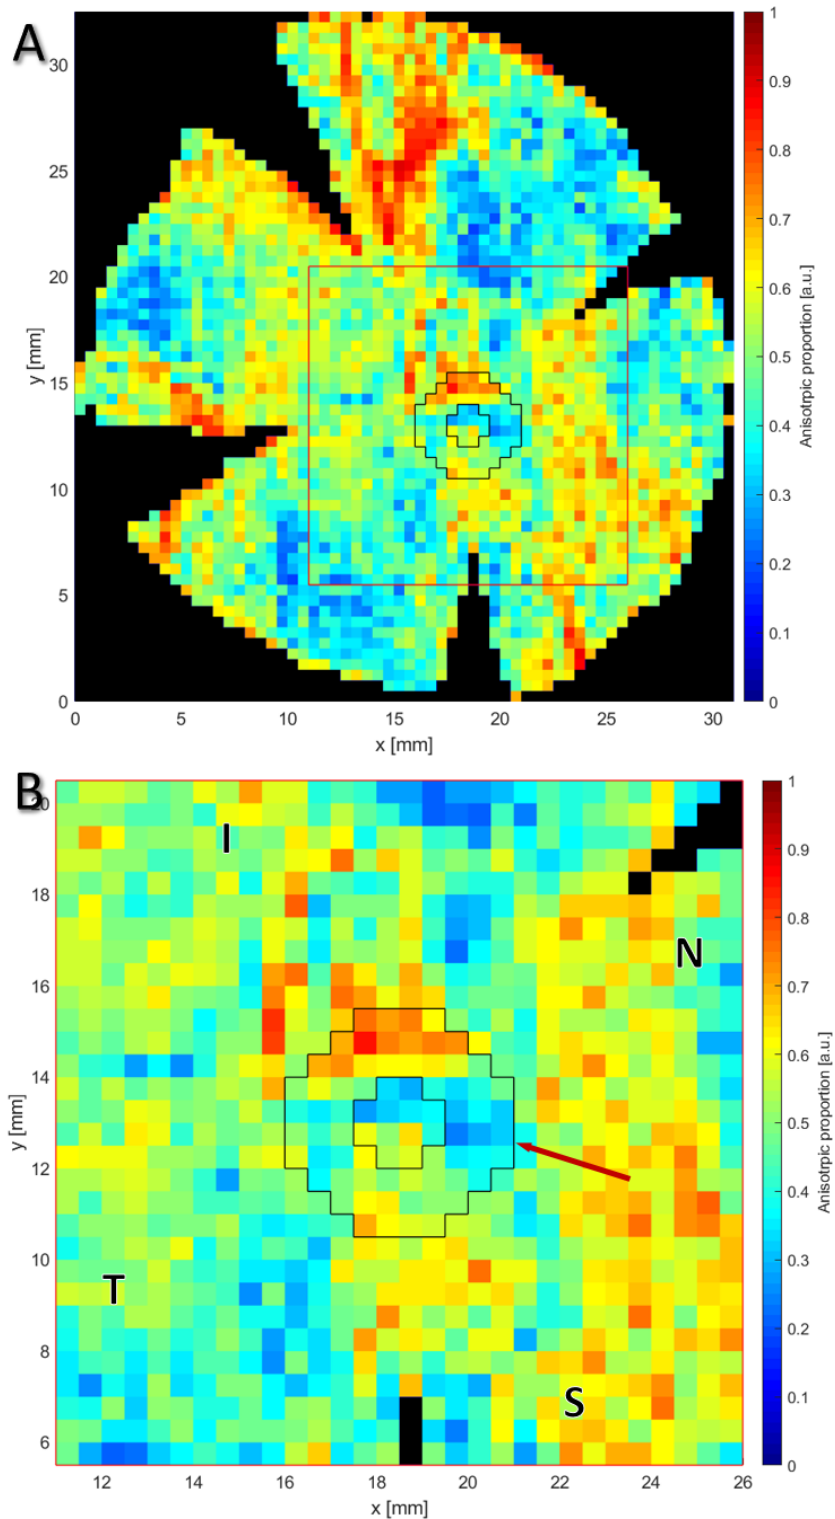 A
30
25
20
15
10
5
0
y [mm]
0 5 10 15 20 25 30
x [mm]
1
0.9
0.8
0.7
0.6
0.5
0.4
0.3
0.2
0.1
0
Anisotrpic proportion [a.u.]
B
20
18
16
14
12
10
8
6
y [mm]
I
N
T
S
12 14 16 18 20 22 24 26
x [mm]
1
0.9
0.8
0.7
0.6
0.5
0.4
0.3
0.2
0.1
0
Anisotrpic proportion [a.u.]